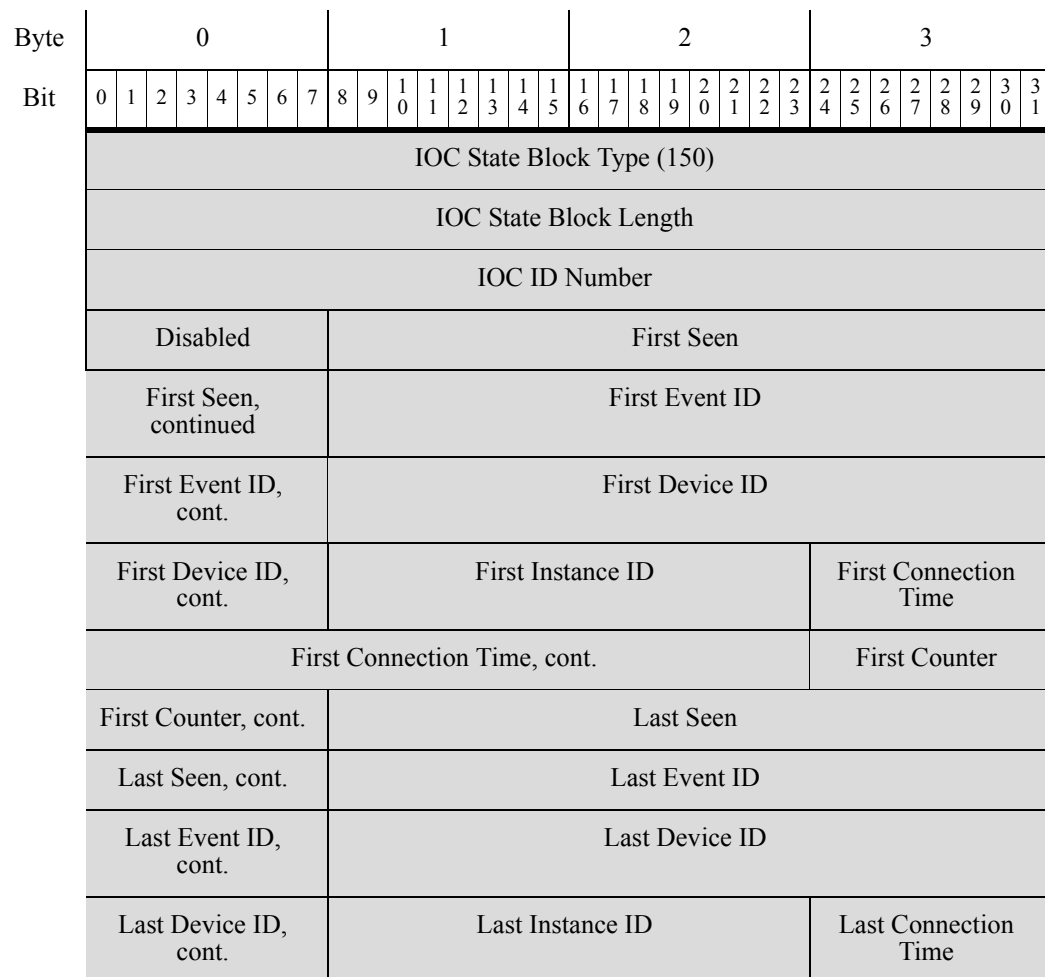 Byte 0 1 2 3
Bit 0 1 2 3 4 5 6 7 8 9 10 11 12 13 14 15 16 17 18 19 20 21 22 23 24 25 26 27 28 29 30 31
IOC State Block Type (150)
IOC State Block Length
IOC ID Number
Disabled First Seen
First Seen, First Event ID
continued
First Event ID, First Device ID
cont.
First Device ID, First Instance ID First Connection
cont. Time
First Connection Time, cont. First Counter
First Counter, cont. Last Seen
Last Seen, cont. Last Event ID
Last Event ID, Last Device ID
cont.
Last Device ID, Last Instance ID Last Connection
cont. Time